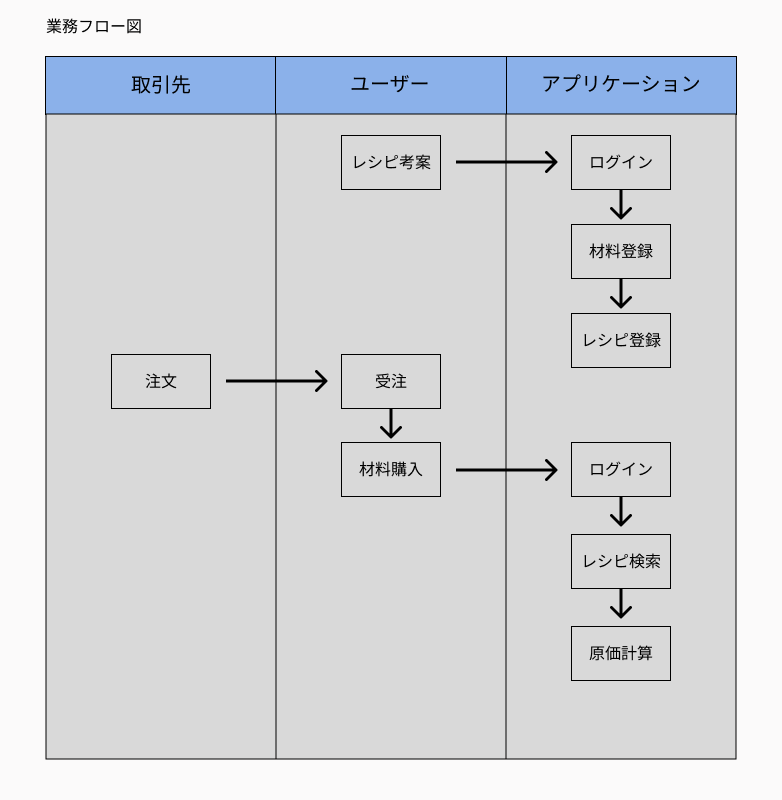 業務フロー図
取引先
ユーザー
アプリケーション
レシピ考案
ログイン
材料登録
レシピ登録
注文
受注
材料購入
ログイン
レシピ検索
原価計算